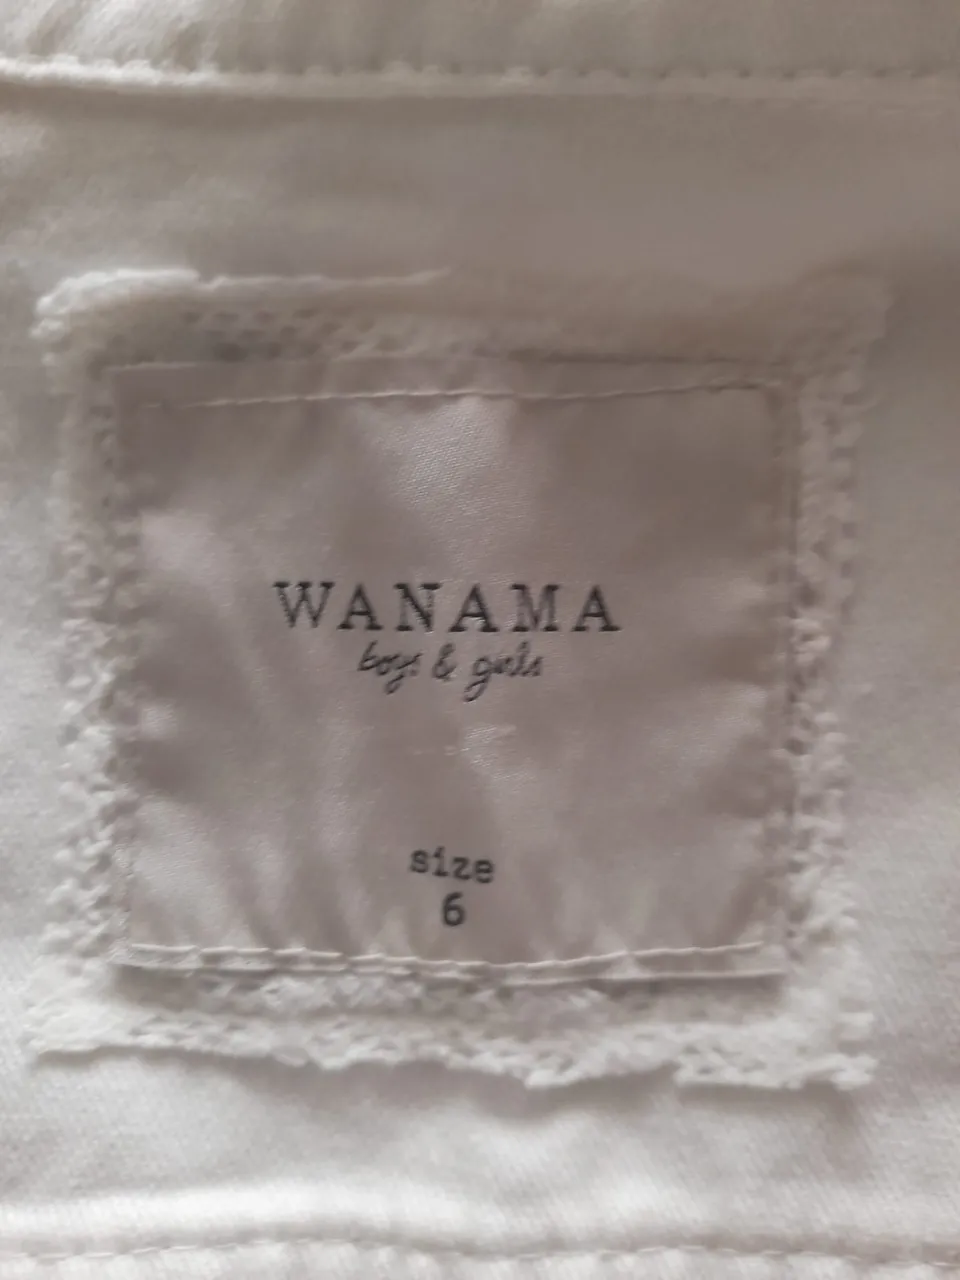 WANAMA
boys & girls
size
6